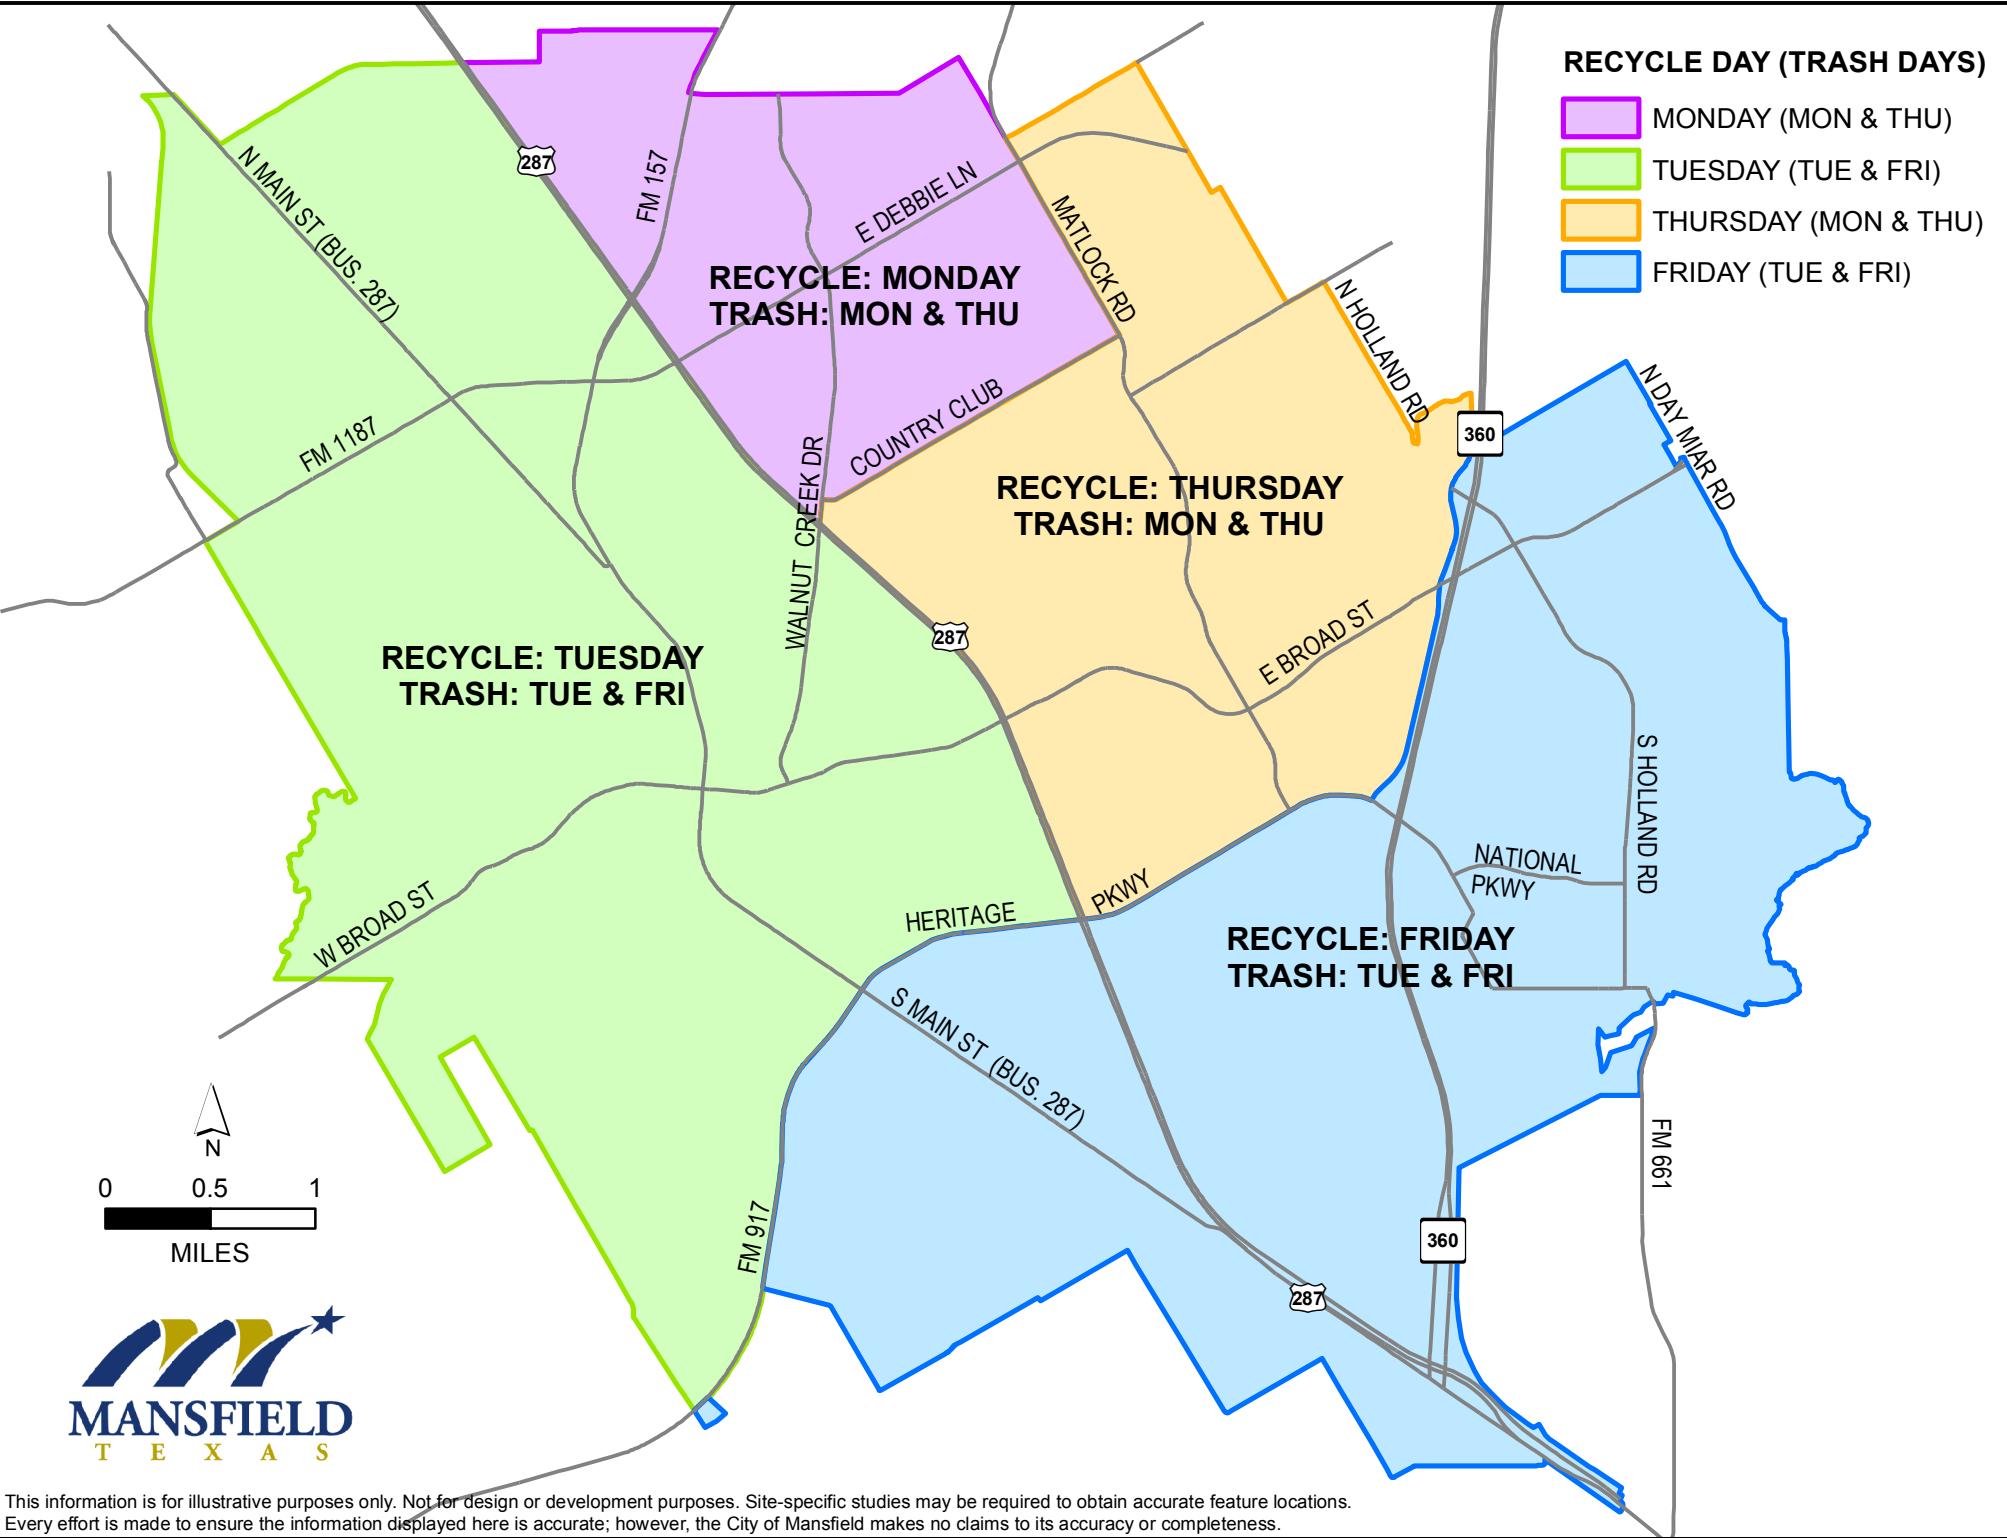 RECYCLE DAY (TRASH DAYS)
MONDAY (MON & THU)
TUESDAY (TUE & FRI)
THURSDAY (MON & THU)
FRIDAY (TUE & FRI)
N MAIN ST (BUS. 287)
287
FM 157
E DEBBIE LN
MATLOCK RD
RECYCLE: MONDAY
TRASH: MON & THU
N HOLLAND RD
360
N DAY MIAR RD
FM 1187
COUNTRY CLUB
WALNUT CREEK DR
RECYCLE: THURSDAY
TRASH: MON & THU
287
E BROAD ST
RECYCLE: TUESDAY
TRASH: TUE & FRI
S HOLLAND RD
NATIONAL
PKWY
W BROAD ST
HERITAGE
PKWY
RECYCLE: FRIDAY
TRASH: TUE & FRI
S MAIN ST (BUS. 287)
FM 661
FM 917
360
287
N
0 0.5 1
MILES
MANSFIELD
TEXAS
This information is for illustrative purposes only. Not for design or development purposes. Site-specific studies may be required to obtain accurate feature locations.
Every effort is made to ensure the information displayed here is accurate; however, the City of Mansfield makes no claims to its accuracy or completeness.